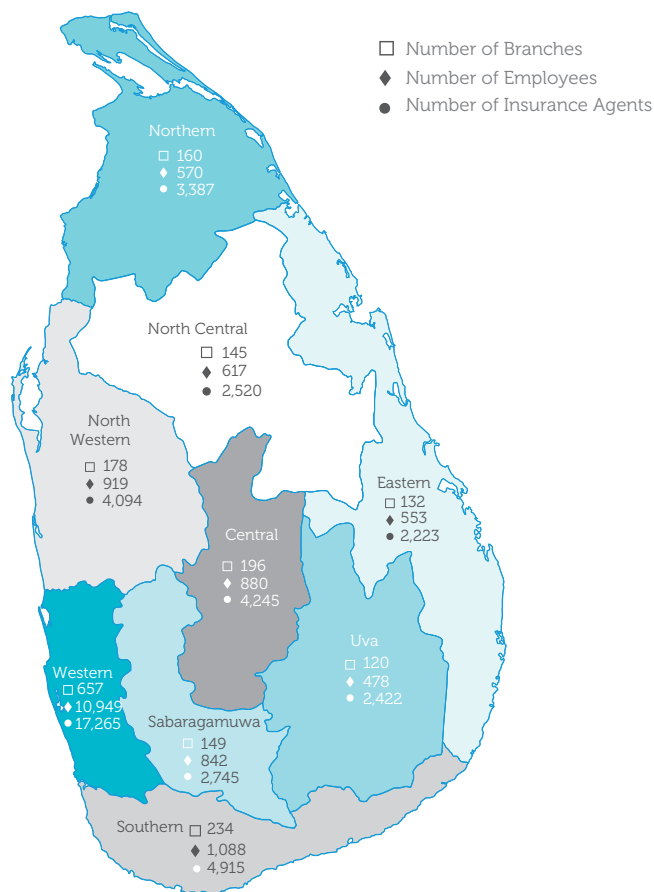 Number of Branches
Number of Employees
Number of Insurance Agents
Northern
160
570
3,387
North Central
145
617
2,520
North
Western
178
919
4,094
Eastern
132
553
2,223
Central
196
880
4,245
Uva
120
478
2,422
Western
657
10,949
17,265
Sabaragamuwa
149
842
2,745
Southern 234
1,088
4,915